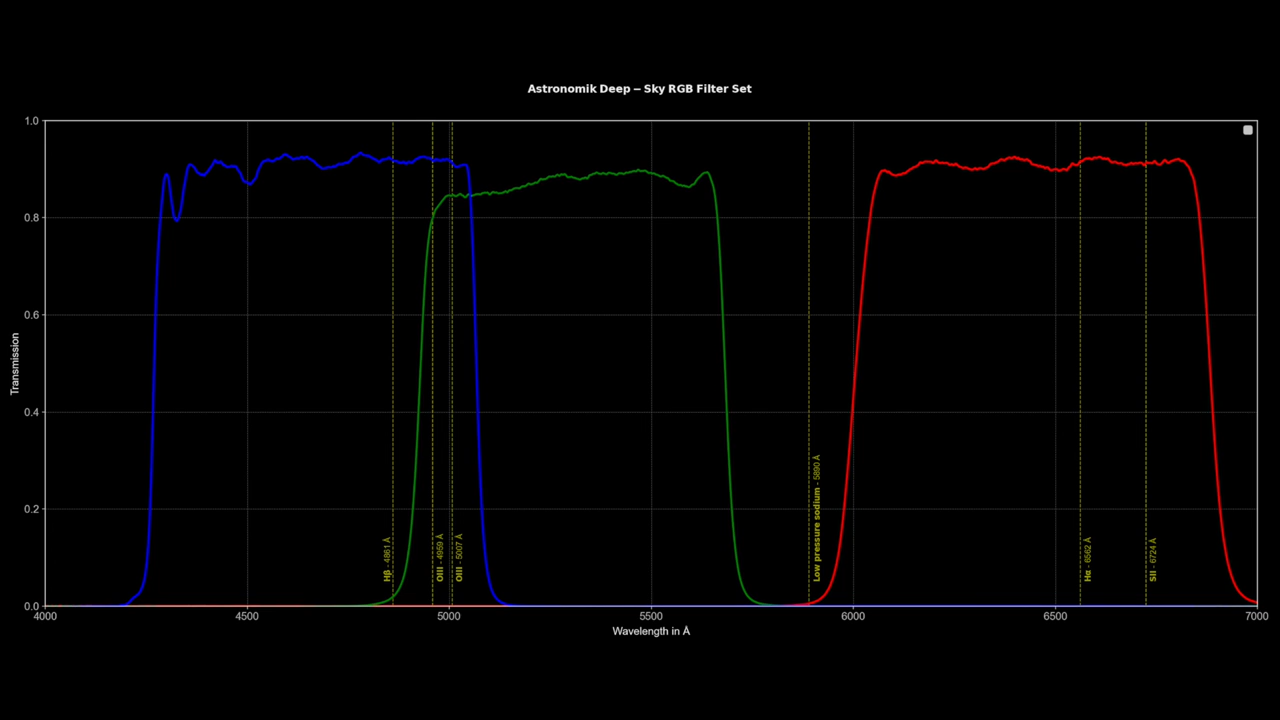 Astronomik Deep – Sky RGB Filter Set
1.0
0.8
0.6
0.4
0.2
0.0
Transmission
Hβ - 4861 Å
OIII - 4959 Å
OIII - 5007 Å
Low pressure sodium - 5890 Å
Hα - 6562 Å
SII - 6724 Å
4000 4500 5000 5500 6000 6500 7000
Wavelength in Å